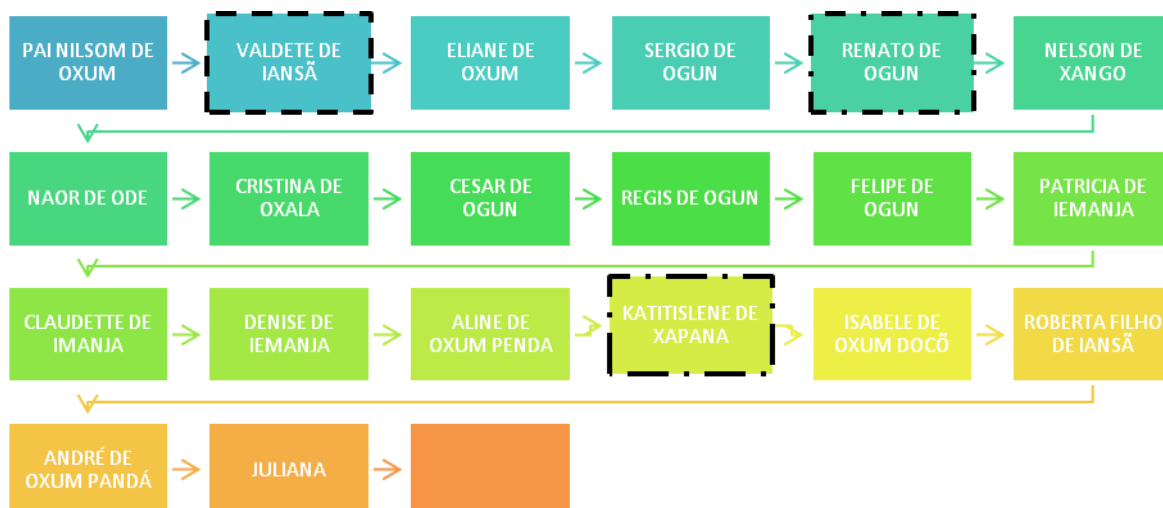 PAI NILSOM DE
OXUM
VALDETE DE
IANSÃ
ELIANE DE
OXUM
SERGIO DE
OGUN
RENATO DE
OGUN
NELSON DE
XANGO
NAOR DE ODE
CRISTINA DE
OXALA
CESAR DE
OGUN
REGIS DE OGUN
FELIPE DE
OGUN
PATRICIA DE
IEMANJA
CLAUDETTE DE
IMANJA
DENISE DE
IEMANJA
ALINE DE
OXUM PENDA
KATITISLENE DE
XAPANA
ISABELE DE
OXUM DOCÕ
ROBERTA FILHO
DE IANSÃ
ANDRÉ DE
OXUM PANDÁ
JULIANA